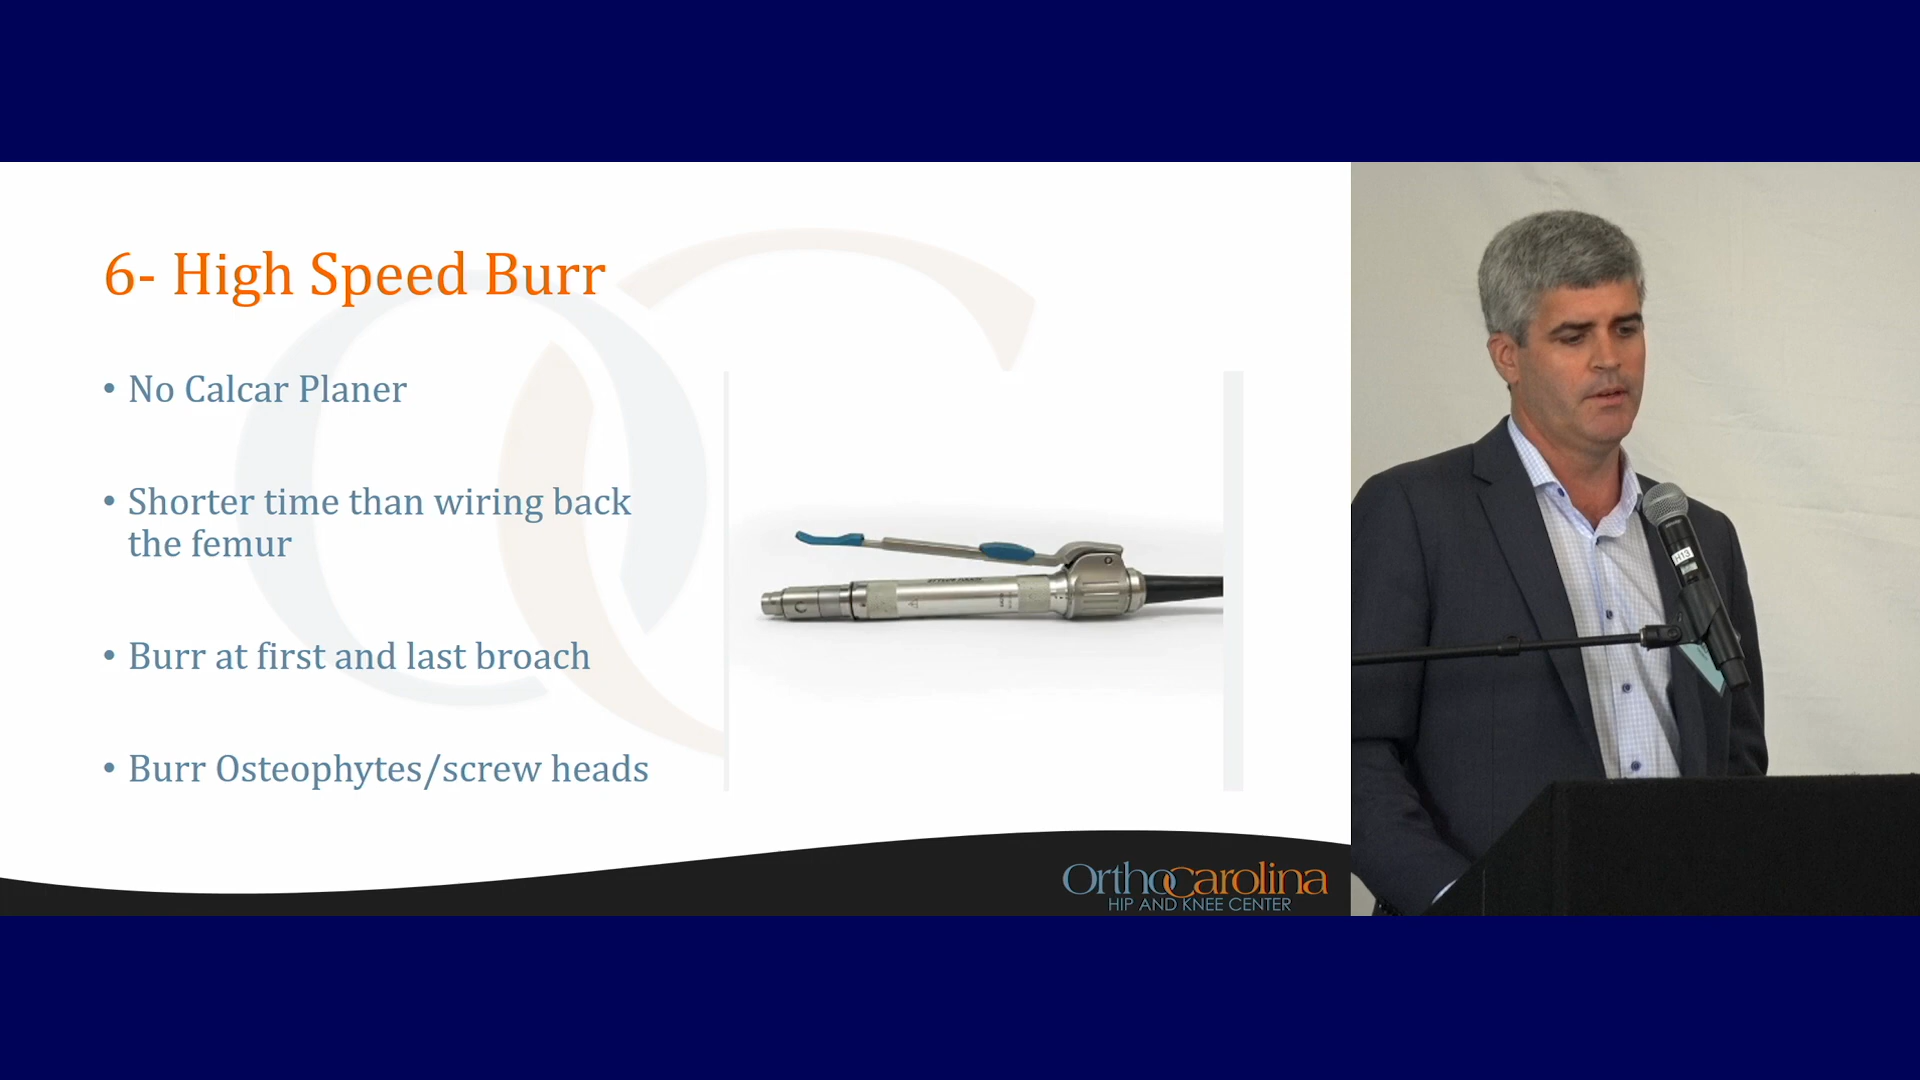 6- High Speed Burr
• No Calcar Planer
• Shorter time than wiring back
the femur
• Burr at first and last broach
• Burr Osteophytes/screw heads
OrthoCarolina
HIP AND KNEE CENTER
H13